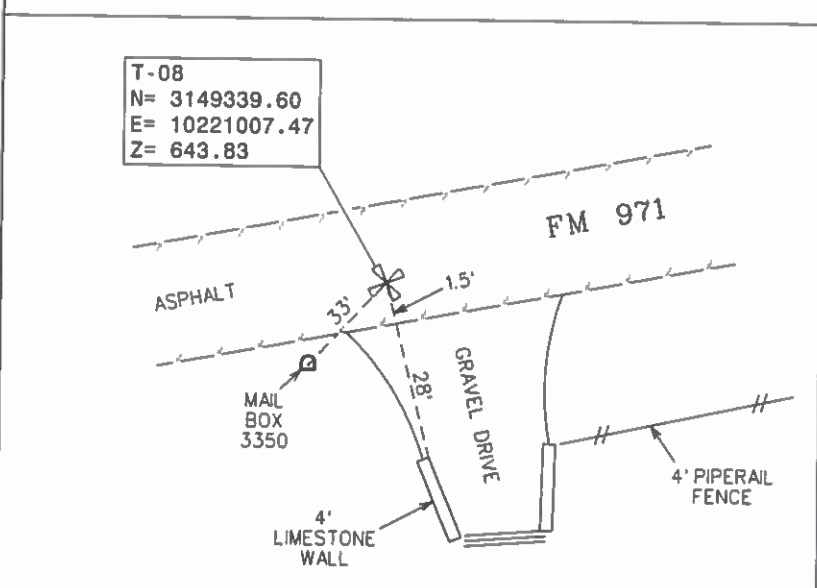 T-08
N= 3149339.60
E= 10221007.47
Z= 643.83
FM 971
ASPHALT
33'
1.5'
28'
GRAVEL DRIVE
MAIL
BOX
3350
4' PIPERAIL
FENCE
4'
LIMESTONE
WALL